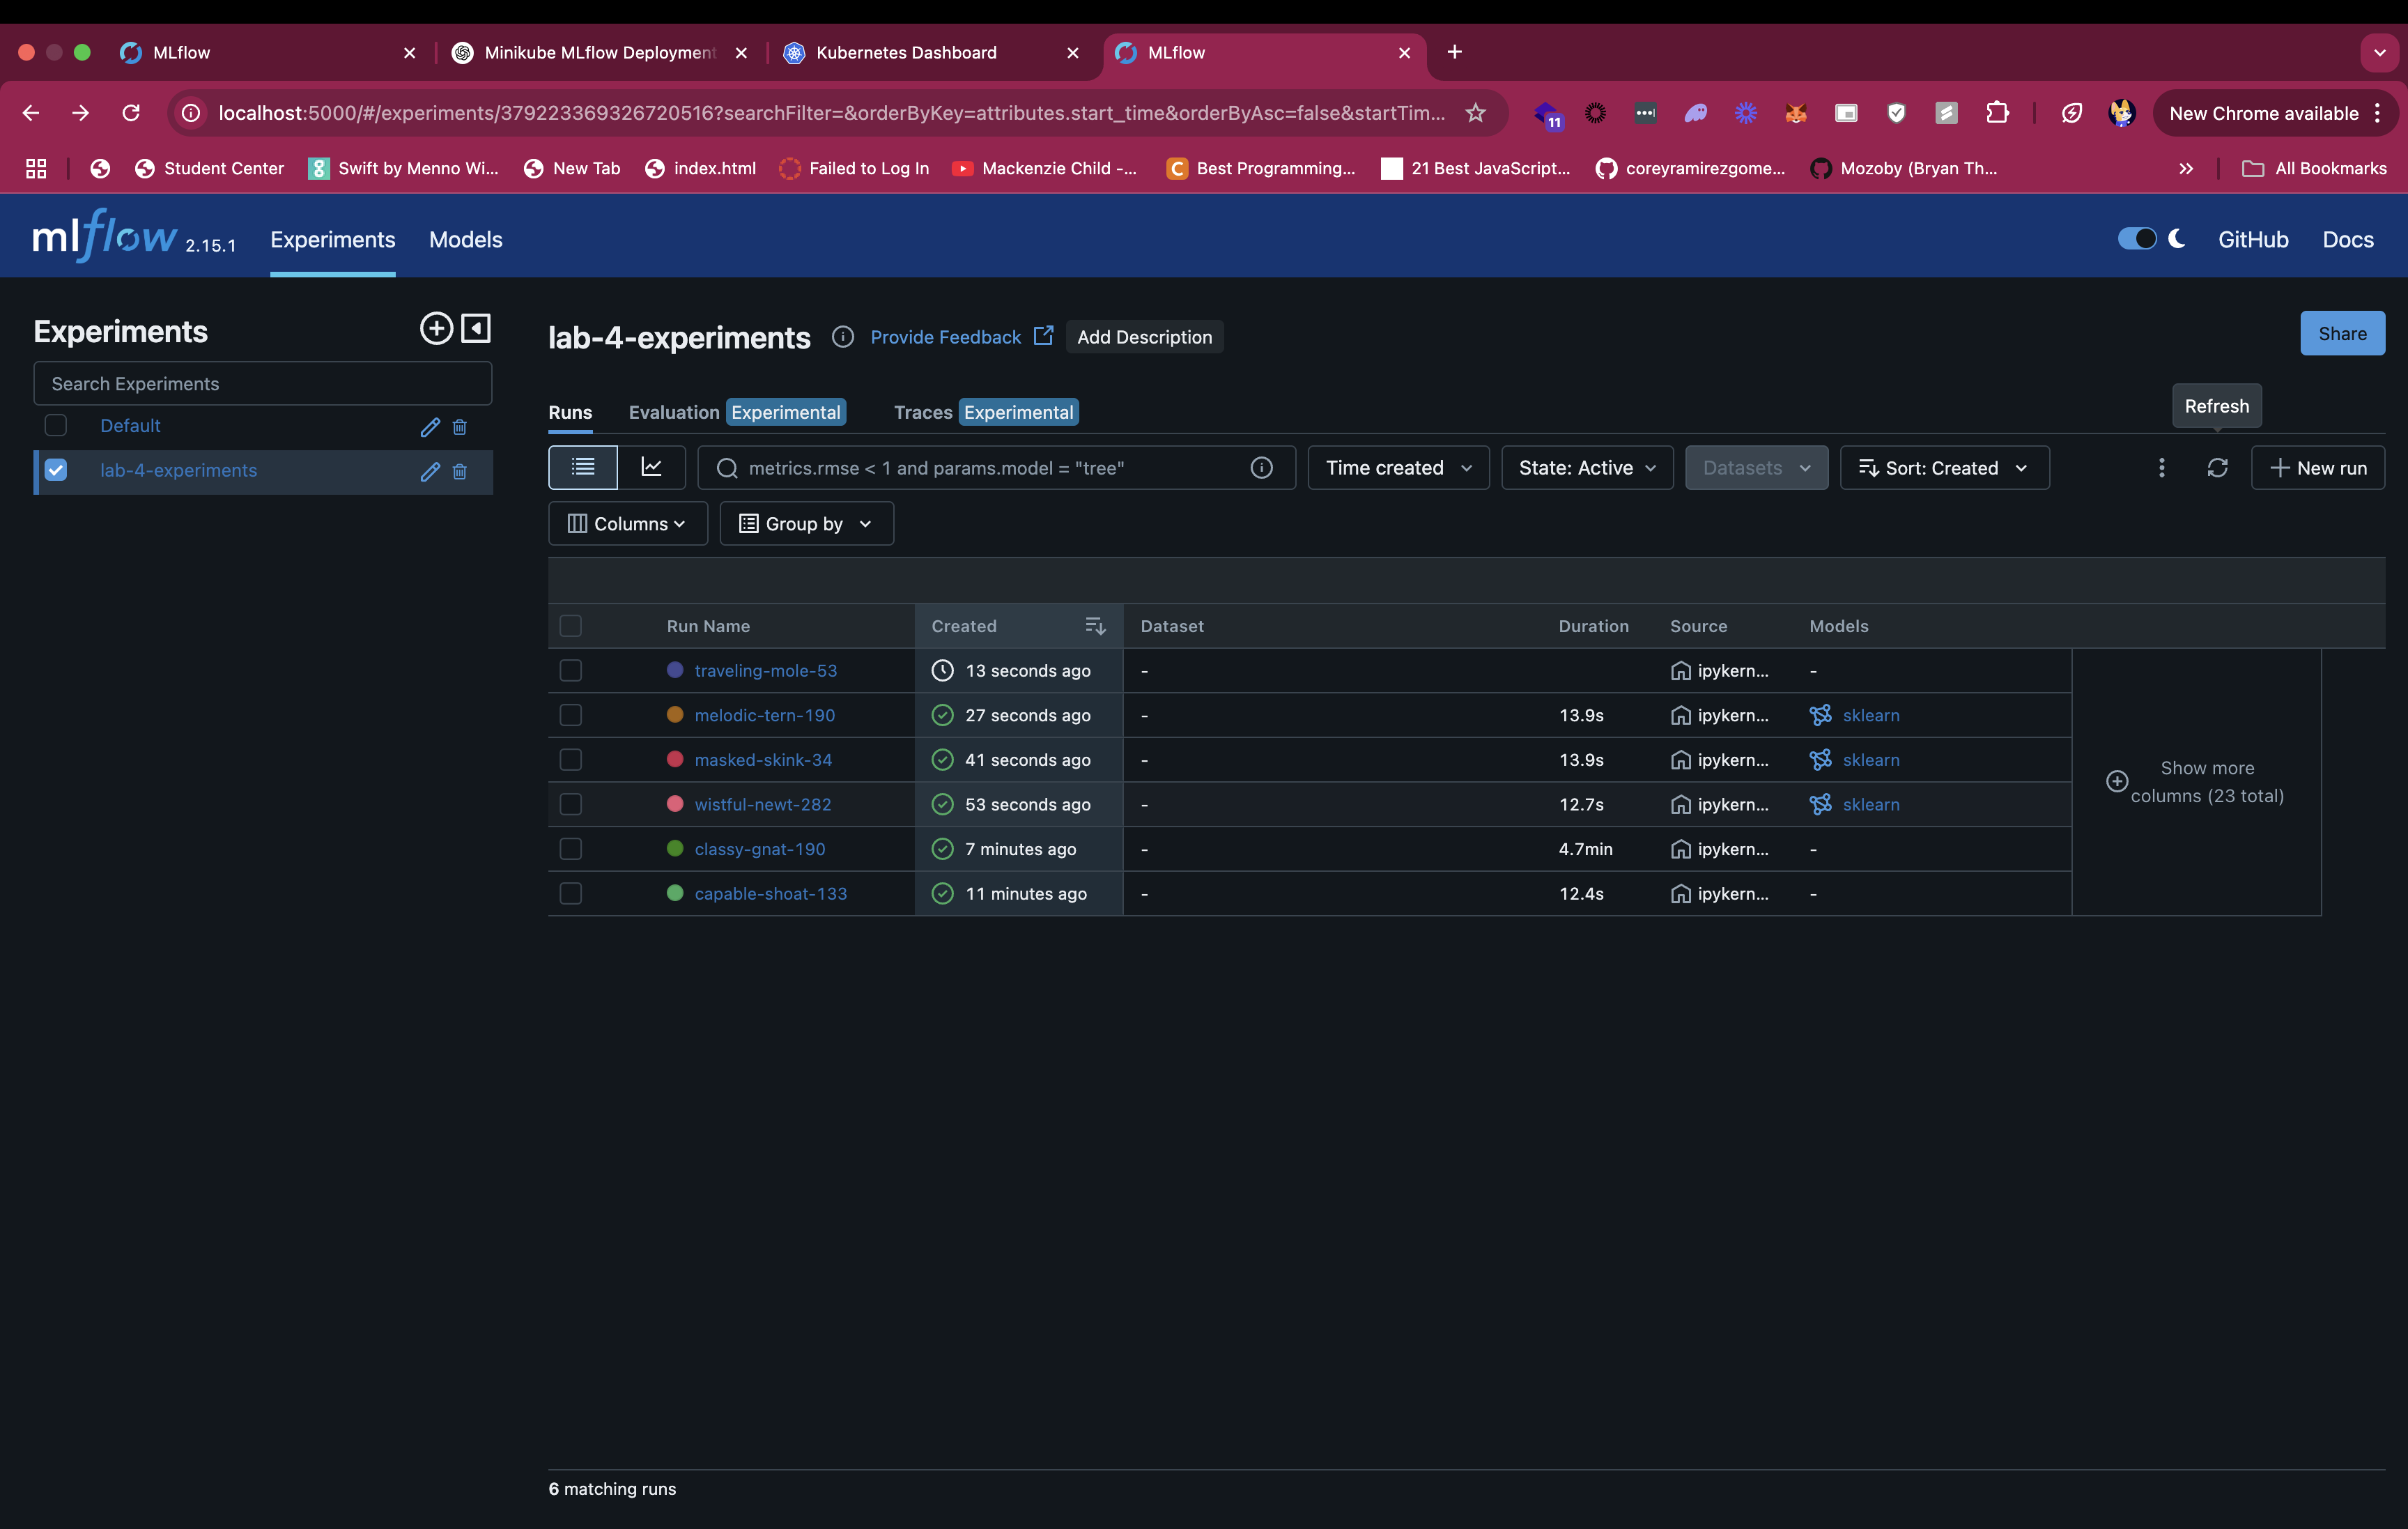 MLflow
Minikube MLflow Deployment
Kubernetes Dashboard
MLflow
localhost:5000/#/experiments/379223369326720516?searchFilter=&orderByKey=attributes.start_time&orderByAsc=false&startTim...
11
New Chrome available
Student Center
Swift by Menno Wi...
New Tab
index.html
Failed to Log In
Mackenzie Child -...
Best Programming...
21 Best JavaScript...
coreyramirezgome...
Mozoby (Bryan Th...
All Bookmarks
mlflow 2.15.1
Experiments
Models
GitHub
Docs
Experiments
Search Experiments
Default
lab-4-experiments
lab-4-experiments
Provide Feedback
Add Description
Share
Runs
Evaluation Experimental
Traces Experimental
Refresh
metrics.rmse < 1 and params.model = "tree"
Time created
State: Active
Datasets
Sort: Created
New run
Columns
Group by
Run Name Created Dataset Duration Source Models
traveling-mole-53 13 seconds ago - ipykern... -
melodic-tern-190 27 seconds ago - 13.9s ipykern... sklearn
masked-skink-34 41 seconds ago - 13.9s ipykern... sklearn
wistful-newt-282 53 seconds ago - 12.7s ipykern... sklearn
classy-gnat-190 7 minutes ago - 4.7min ipykern... -
capable-shoat-133 11 minutes ago - 12.4s ipykern... -
Show more
columns (23 total)
6 matching runs